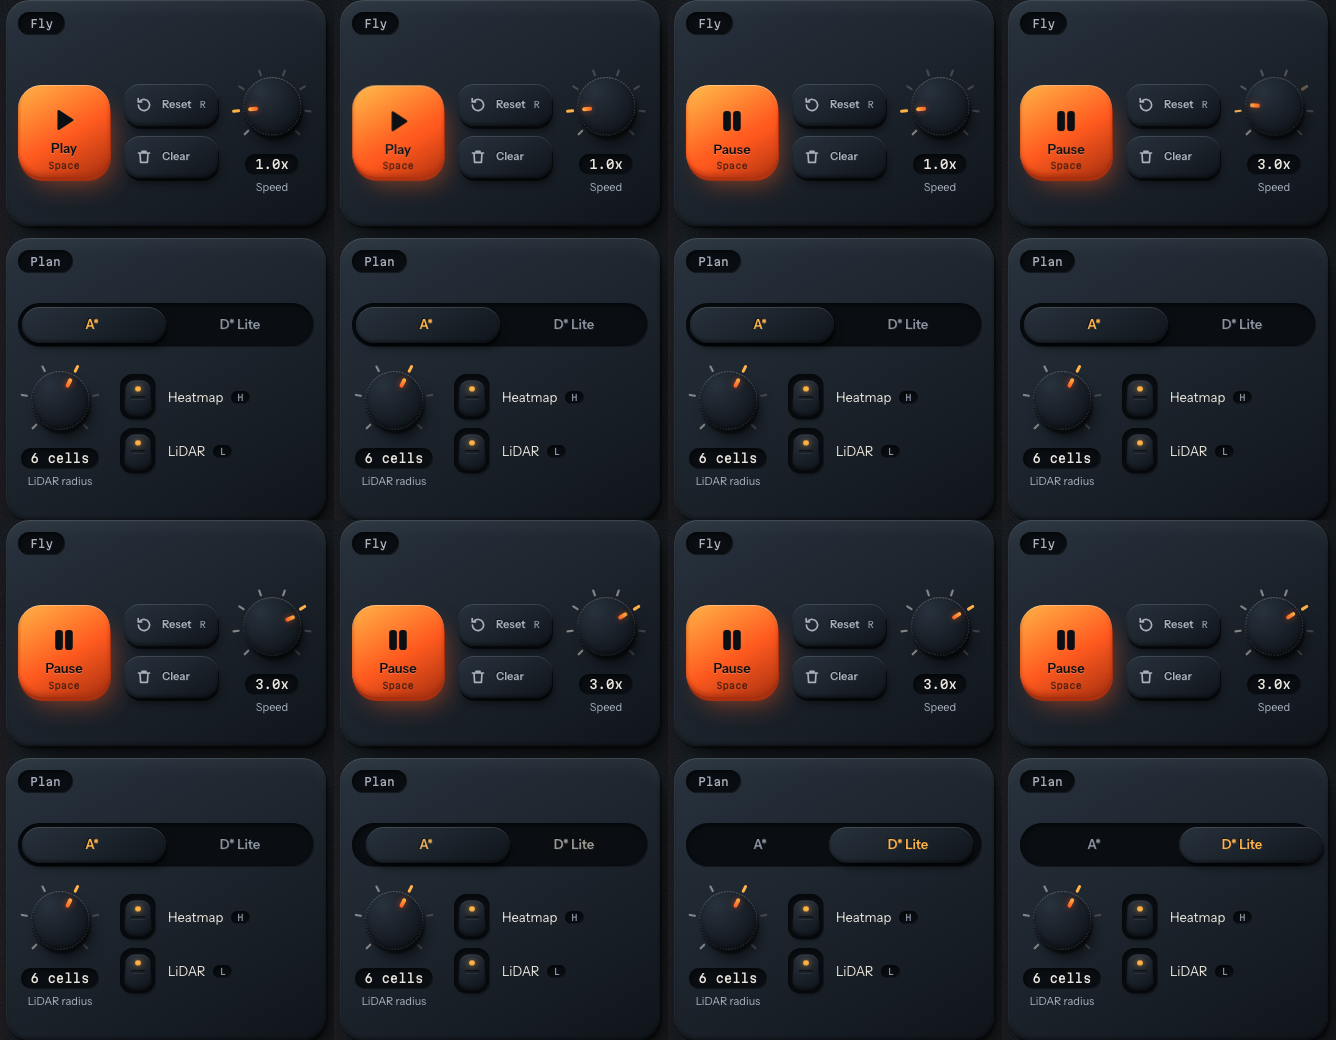 Fly
Play
Space
Reset R
Clear
1.0x
Speed
Fly
Play
Space
Reset R
Clear
1.0x
Speed
Fly
Pause
Space
Reset R
Clear
1.0x
Speed
Fly
Pause
Space
Reset R
Clear
3.0x
Speed
Plan
A* D* Lite
Heatmap H
LiDAR L
6 cells
LiDAR radius
Plan
A* D* Lite
Heatmap H
LiDAR L
6 cells
LiDAR radius
Plan
A* D* Lite
Heatmap H
LiDAR L
6 cells
LiDAR radius
Plan
A* D* Lite
Heatmap H
LiDAR L
6 cells
LiDAR radius
Fly
Pause
Space
Reset R
Clear
3.0x
Speed
Fly
Pause
Space
Reset R
Clear
3.0x
Speed
Fly
Pause
Space
Reset R
Clear
3.0x
Speed
Fly
Pause
Space
Reset R
Clear
3.0x
Speed
Plan
A* D* Lite
Heatmap H
LiDAR L
6 cells
LiDAR radius
Plan
A* D* Lite
Heatmap H
LiDAR L
6 cells
LiDAR radius
Plan
A* D* Lite
Heatmap H
LiDAR L
6 cells
LiDAR radius
Plan
A* D* Lite
Heatmap H
LiDAR L
6 cells
LiDAR radius